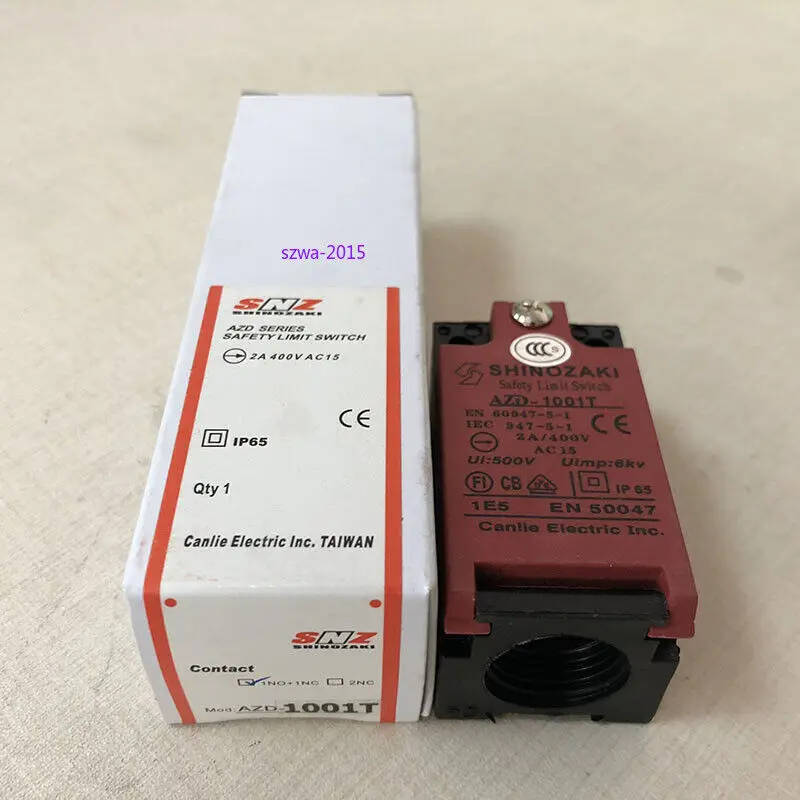 szwa-2015
SNZ
SHINOZAKI
AZD SERIES
SAFETY LIMIT SWITCH
2A 400V AC15
CE
IP65
Qty 1
Canlie Electric Inc. TAIWAN
SNZ
SHINOZAKI
Contact
1NO+1NC 2NC
Mod: AZD-1001T
CCC S
SHINOZAKI
Safety Limit Switch
AZD-1001T
EN 60947-5-1
IEC 947-5-1
CE
2A/400V
AC15
Ui:500V Uimp:6kv
FI CB IP 65
1E5 EN 50047
Canlie Electric Inc.